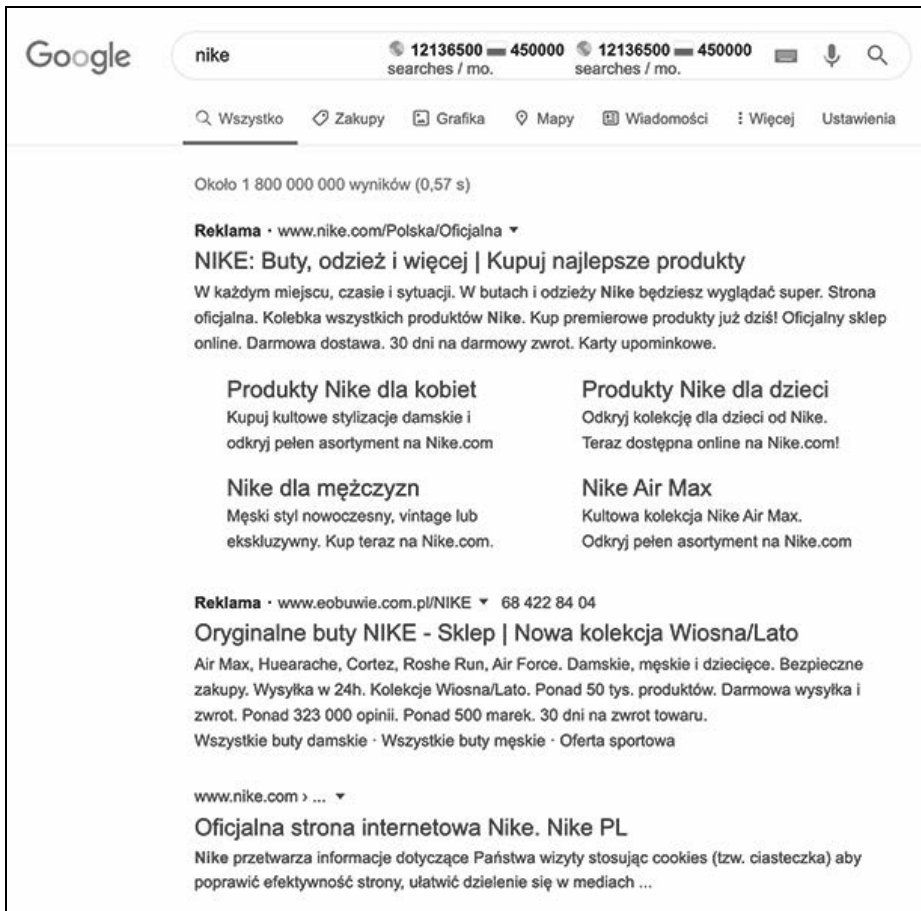 Google
nike 12136500 450000 12136500 450000
searches / mo. searches / mo.
Wszystko Zakupy Grafika Mapy Wiadomości Więcej Ustawienia
Około 1 800 000 000 wyników (0,57 s)
Reklama · www.nike.com/Polska/Oficjalna
NIKE: Buty, odzież i więcej | Kupuj najlepsze produkty
W każdym miejscu, czasie i sytuacji. W butach i odzieży Nike będziesz wyglądać super. Strona
oficjalna. Kolebka wszystkich produktów Nike. Kup premierowe produkty już dziś! Oficjalny sklep
online. Darmowa dostawa. 30 dni na darmowy zwrot. Karty upominkowe.
Produkty Nike dla kobiet
Kupuj kultowe stylizacje damskie i
odkryj pełen asortyment na Nike.com
Produkty Nike dla dzieci
Odkryj kolekcję dla dzieci od Nike.
Teraz dostępna online na Nike.com!
Nike dla mężczyzn
Męski styl nowoczesny, vintage lub
ekskluzywny. Kup teraz na Nike.com.
Nike Air Max
Kultowa kolekcja Nike Air Max.
Odkryj pełen asortyment na Nike.com
Reklama · www.eobuwie.com.pl/NIKE 68 422 84 04
Oryginalne buty NIKE - Sklep | Nowa kolekcja Wiosna/Lato
Air Max, Huearache, Cortez, Roshe Run, Air Force. Damskie, męskie i dziecięce. Bezpieczne
zakupy. Wysyłka w 24h. Kolekcje Wiosna/Lato. Ponad 50 tys. produktów. Darmowa wysyłka i
zwrot. Ponad 323 000 opinii. Ponad 500 marek. 30 dni na zwrot towaru.
Wszystkie buty damskie · Wszystkie buty męskie · Oferta sportowa
www.nike.com › ...
Oficjalna strona internetowa Nike. Nike PL
Nike przetwarza informacje dotyczące Państwa wizyty stosując cookies (tzw. ciasteczka) aby
poprawić efektywność strony, ułatwić dzielenie się w mediach ...